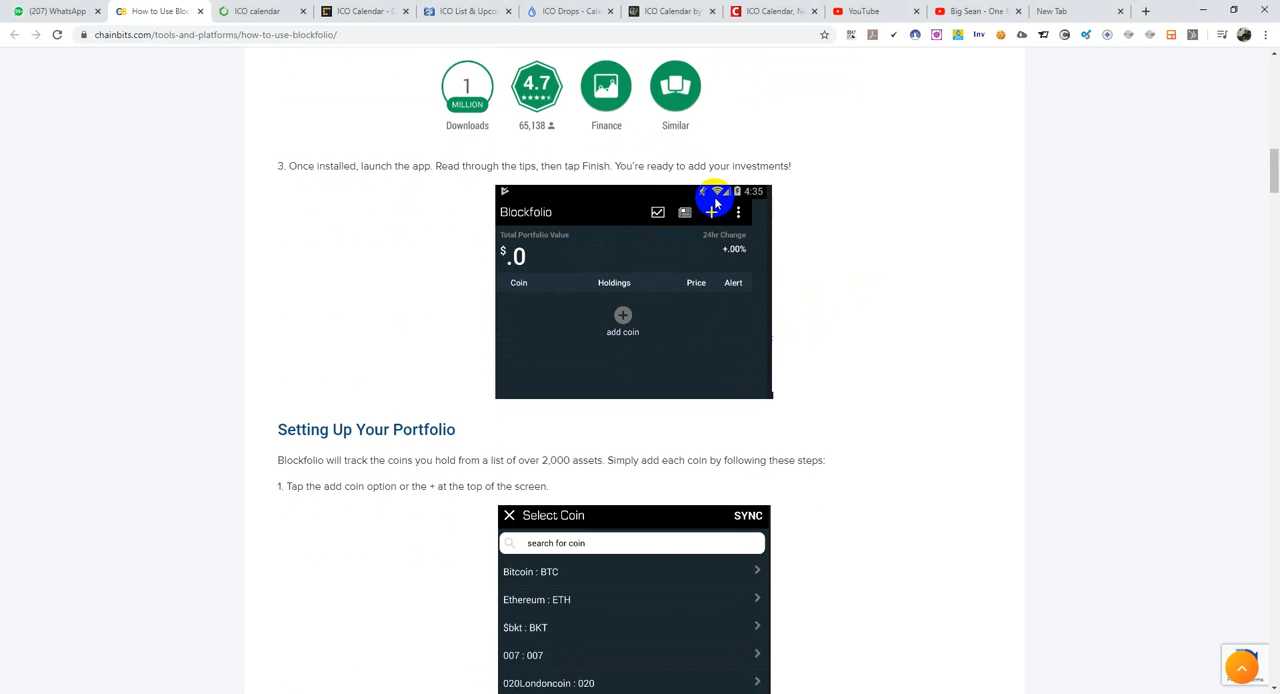 (207) WhatsApp
How to Use Bloc
ICO calendar
ICO Calendar - C
ICO List & Upco
ICO Drops - Cale
ICO Calendar by
ICO Calendar, N
YouTube
Big Sean - One
New Tab
chainbits.com/tools-and-platforms/how-to-use-blockfolio/
Inv
1
MILLION
Downloads
4.7
65,138
Finance
Similar
3. Once installed, launch the app. Read through the tips, then tap Finish. You're ready to add your investments!
4:35
Blockfolio
Total Portfolio Value
24hr Change
$.0
+.00%
Coin Holdings Price Alert
add coin
Setting Up Your Portfolio
Blockfolio will track the coins you hold from a list of over 2,000 assets. Simply add each coin by following these steps:
1. Tap the add coin option or the + at the top of the screen.
Select Coin SYNC
search for coin
Bitcoin : BTC
Ethereum : ETH
$bkt : BKT
007 : 007
020Londoncoin : 020